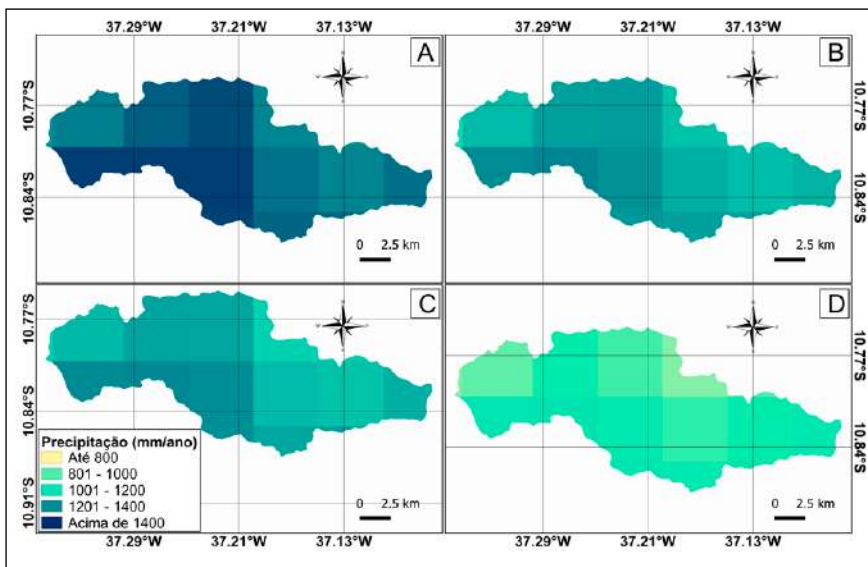 37.29°W 37.21°W 37.13°W 37.29°W 37.21°W 37.13°W
A
B
10.77°S
10.84°S
10.77°S
10.84°S
0 2.5 km
0 2.5 km
C
D
10.77°S
10.84°S
10.91°S
10.77°S
10.84°S
Precipitação (mm/ano)
Até 800
801 - 1000
1001 - 1200
1201 - 1400
Acima de 1400
0 2.5 km
0 2.5 km
37.29°W 37.21°W 37.13°W 37.29°W 37.21°W 37.13°W